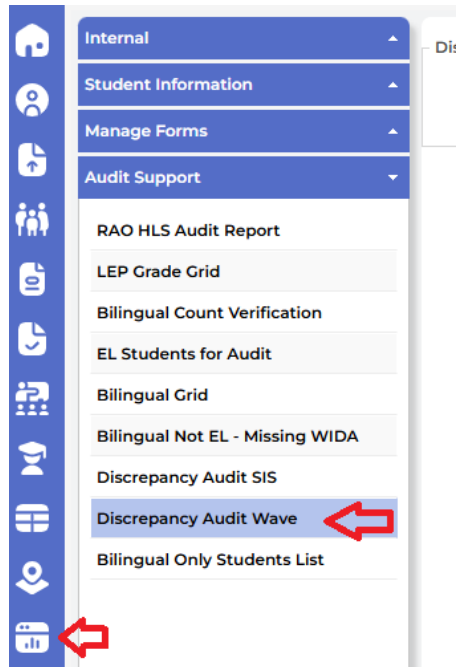 Internal
Dis
Student Information
Manage Forms
Audit Support
RAO HLS Audit Report
LEP Grade Grid
Bilingual Count Verification
EL Students for Audit
Bilingual Grid
Bilingual Not EL - Missing WIDA
Discrepancy Audit SIS
Discrepancy Audit Wave
Bilingual Only Students List